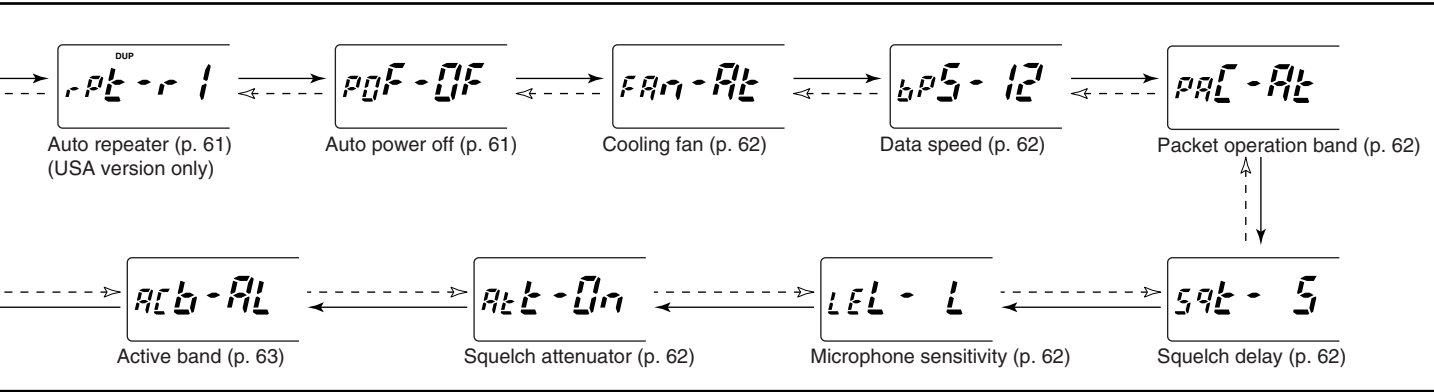 DUP
rPt-r 1
POF-OF
FAn-At
bPS-12
PAC-At
Auto repeater (p. 61)
(USA version only)
Auto power off (p. 61)
Cooling fan (p. 62)
Data speed (p. 62)
Packet operation band (p. 62)
ACb-AL
Att-On
LEL- L
Sqt- S
Active band (p. 63)
Squelch attenuator (p. 62)
Microphone sensitivity (p. 62)
Squelch delay (p. 62)